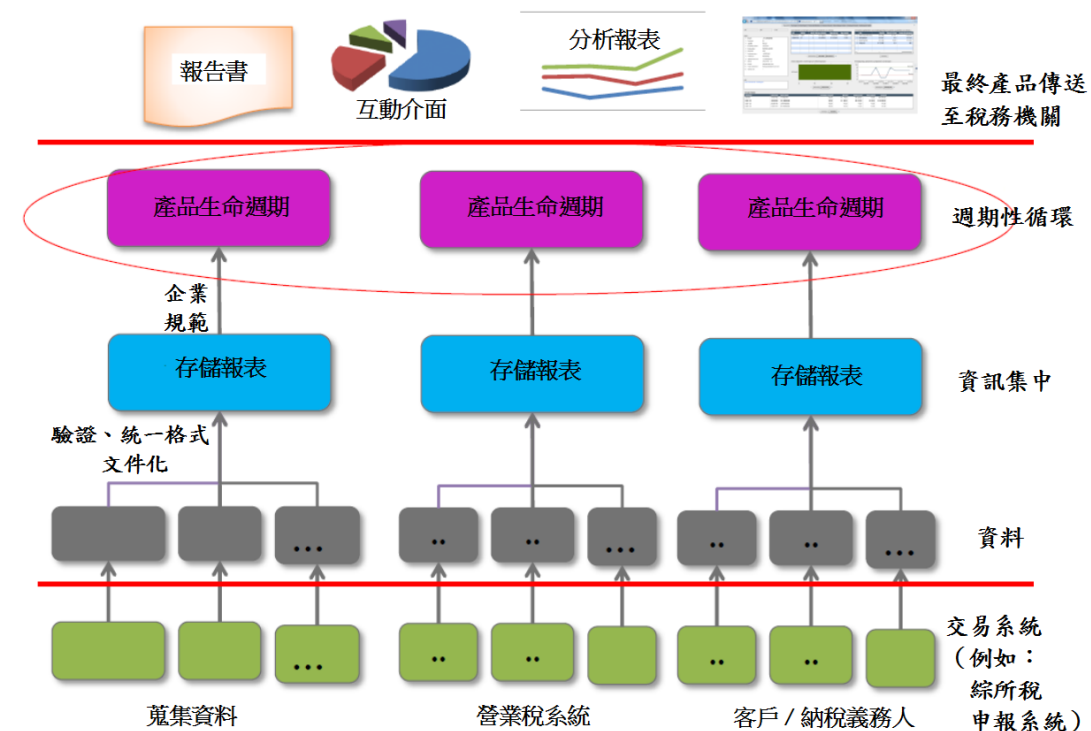 報告書
互動介面
分析報表
最終產品傳送
至稅務機關
產品生命週期
產品生命週期
產品生命週期
週期性循環
企業
規範
存儲報表
存儲報表
存儲報表
資訊集中
驗證、統一格式
文件化
...
..
..
...
..
..
...
資料
...
..
..
..
..
交易系統
（例如：
綜所稅
申報系統）
蒐集資料
營業稅系統
客戶/納稅義務人